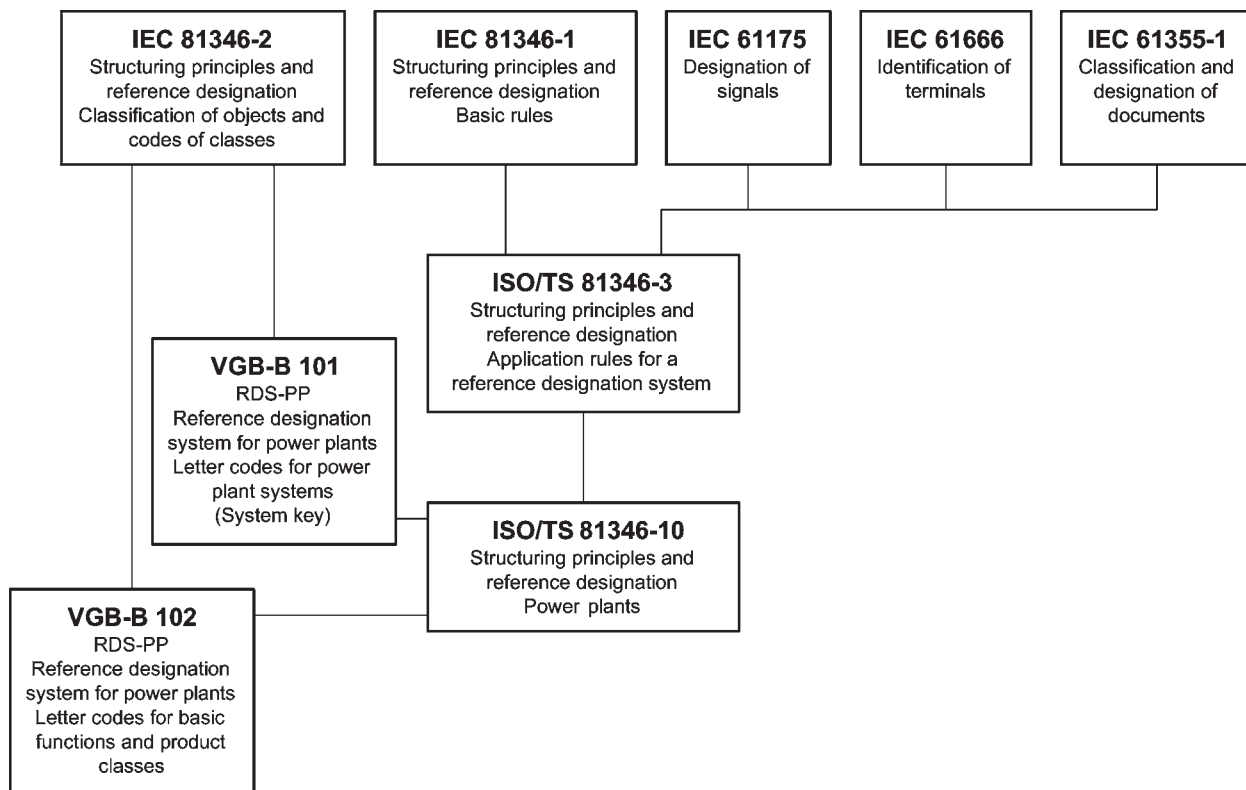 IEC 81346-2
Structuring principles and
reference designation
Classification of objects and
codes of classes
IEC 81346-1
Structuring principles and
reference designation
Basic rules
IEC 61175
Designation of
signals
IEC 61666
Identification of
terminals
IEC 61355-1
Classification and
designation of
documents
ISO/TS 81346-3
Structuring principles and
reference designation
Application rules for a
reference designation system
VGB-B 101
RDS-PP
Reference designation
system for power plants
Letter codes for power
plant systems
(System key)
ISO/TS 81346-10
Structuring principles and
reference designation
Power plants
VGB-B 102
RDS-PP
Reference designation
system for power plants
Letter codes for basic
functions and product
classes